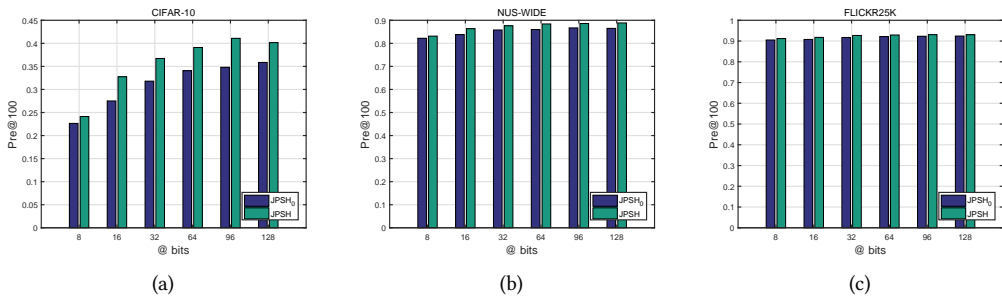 CIFAR-10
0.45
0.4
0.35
0.3
0.25
0.2
0.15
0.1
0.05
0
Pre@100
8 16 32 64 96 128
@ bits
JPSH0
JPSH
(a)
NUS-WIDE
0.9
0.8
0.7
0.6
0.5
0.4
0.3
0.2
0.1
0
Pre@100
8 16 32 64 96 128
@ bits
JPSH0
JPSH
(b)
FLICKR25K
1
0.9
0.8
0.7
0.6
0.5
0.4
0.3
0.2
0.1
0
Pre@100
8 16 32 64 96 128
@ bits
JPSH0
JPSH
(c)